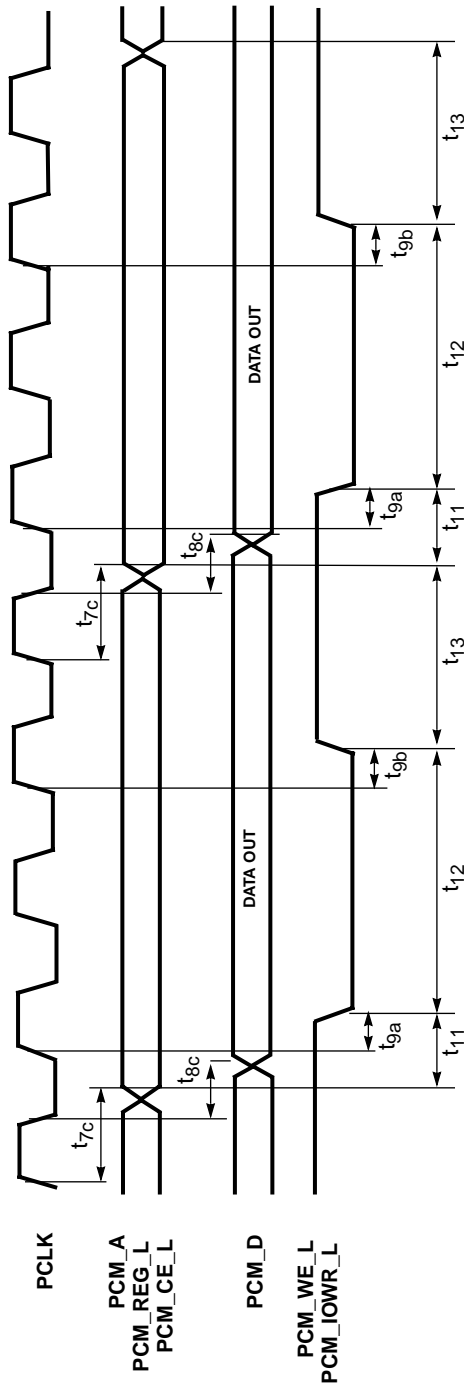 PCLK
PCM_A
PCM_REG_L
PCM_CE_L
PCM_D
PCM_WE_L
PCM_IOWR_L
t7c
t7c
t8c
t8c
DATA OUT
DATA OUT
t9a
t9b
t9a
t9b
t11
t12
t13
t11
t12
t13